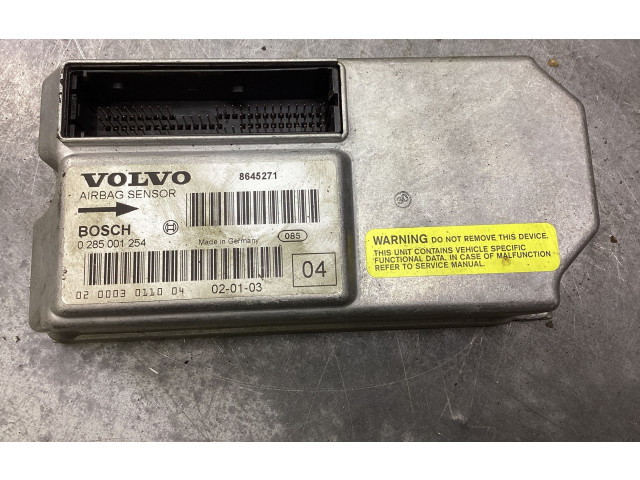 VOLVO
8645271
AIRBAG SENSOR
BOSCH
0 285 001 254
Made in Germany
085
04
02 0003 0110 04
02-01-03
WARNING DO NOT REMOVE THIS DEVICE.
THIS UNIT CONTAINS VEHICLE SPECIFIC
FUNCTIONAL DATA. IN CASE OF MALFUNCTION
REFER TO SERVICE MANUAL.